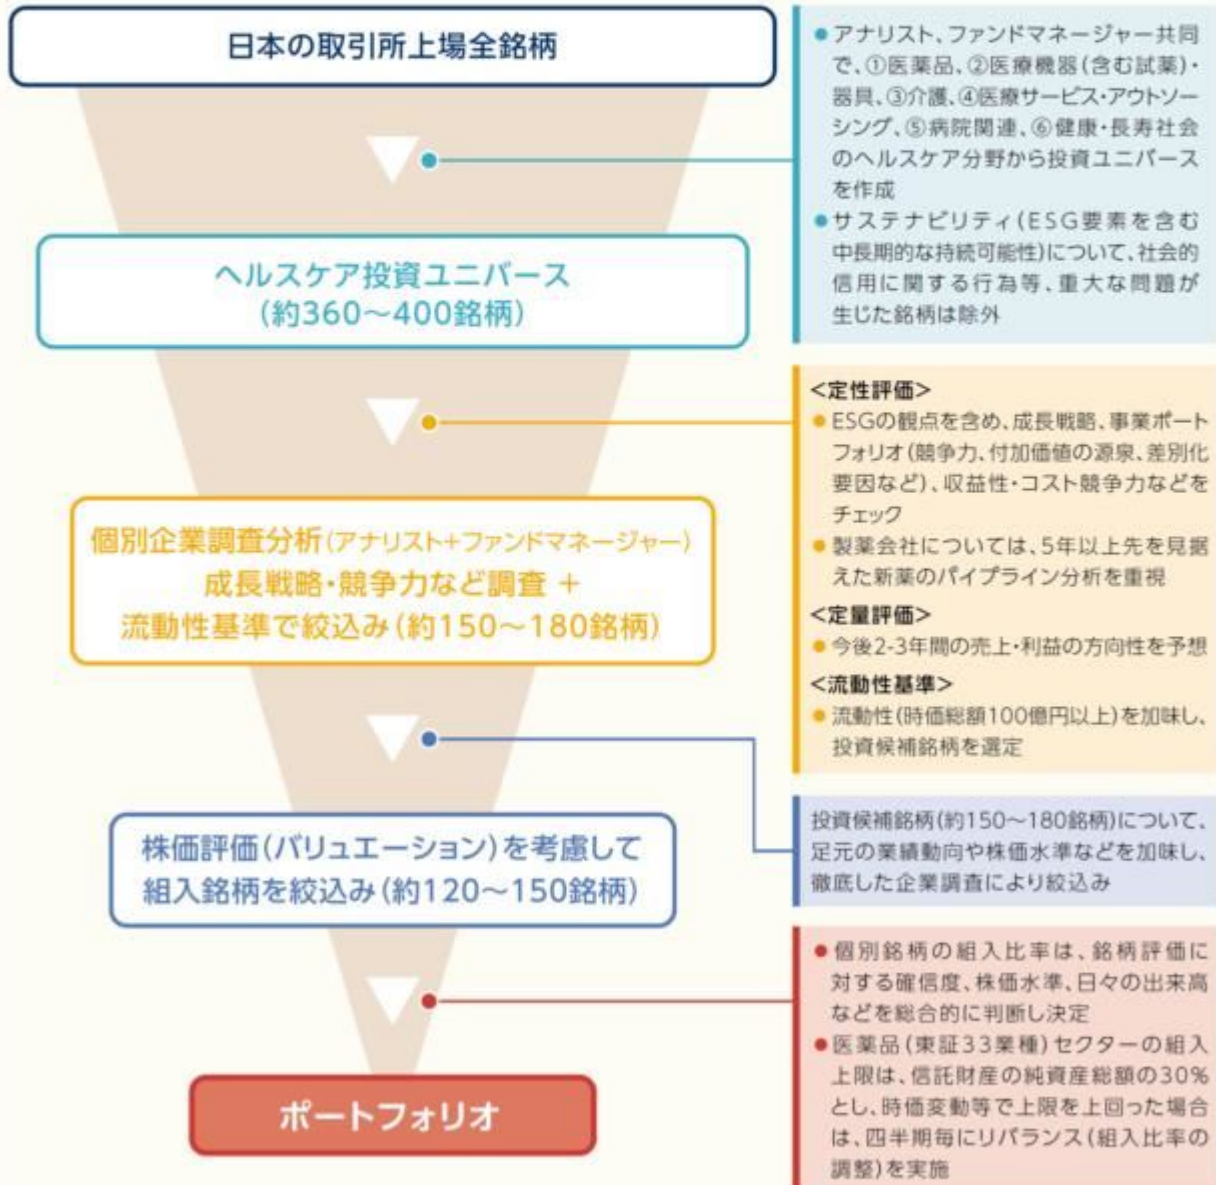 日本の取引所上場全銘柄
●アナリスト、ファンドマネージャー共同
で、①医薬品、②医療機器(含む試薬)・
器具、③介護、④医療サービス・アウトソー
シング、⑤病院関連、⑥健康・長寿社会
のヘルスケア分野から投資ユニバース
を作成
●サステナビリティ(ESG要素を含む
中長期的な持続可能性)について、社会的
信用に関する行為等、重大な問題が
生じた銘柄は除外
ヘルスケア投資ユニバース
(約360〜400銘柄)
<定性評価>
●ESGの観点を含め、成長戦略、事業ポート
フォリオ(競争力、付加価値の源泉、差別化
要因など)、収益性・コスト競争力などを
チェック
●製薬会社については、5年以上先を見据
えた新薬のパイプライン分析を重視
<定量評価>
●今後2-3年間の売上・利益の方向性を予想
<流動性基準>
●流動性(時価総額100億円以上)を加味し、
投資候補銘柄を選定
個別企業調査分析(アナリスト+ファンドマネージャー)
成長戦略・競争力など調査 +
流動性基準で絞込み(約150〜180銘柄)
投資候補銘柄(約150〜180銘柄)について、
足元の業績動向や株価水準などを加味し、
徹底した企業調査により絞込み
株価評価(バリュエーション)を考慮して
組入銘柄を絞込み(約120〜150銘柄)
●個別銘柄の組入比率は、銘柄評価に
対する確信度、株価水準、日々の出来高
などを総合的に判断し決定
●医薬品(東証33業種)セクターの組入
上限は、信託財産の純資産総額の30%
とし、時価変動等で上限を上回った場合
は、四半期毎にリバランス(組入比率の
調整)を実施
ポートフォリオ